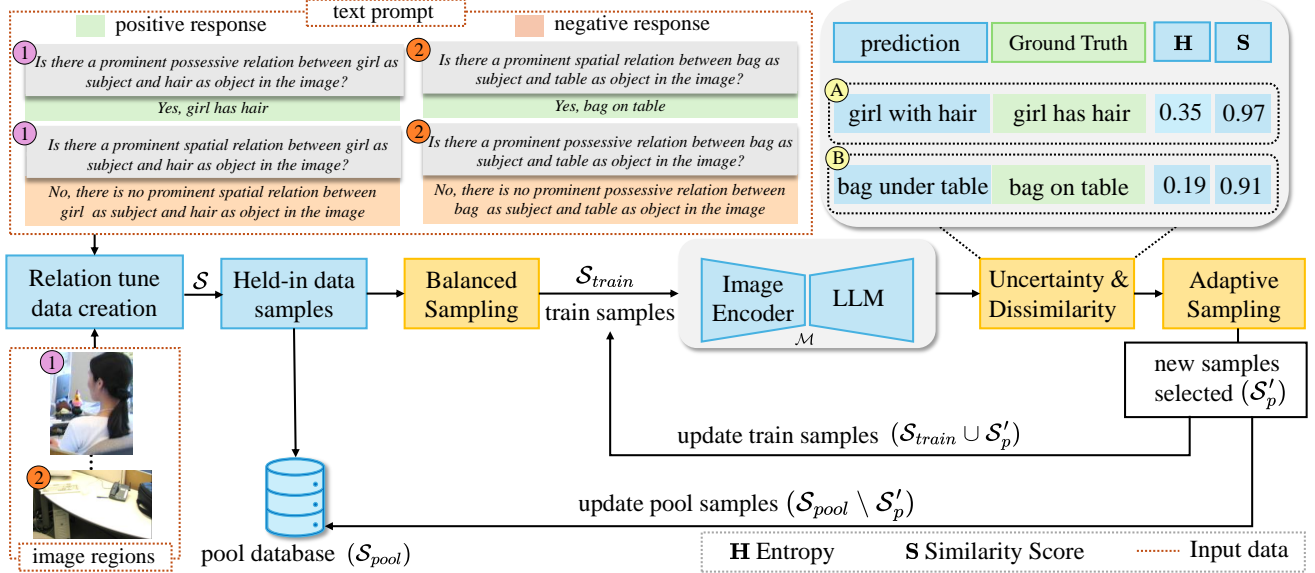 text prompt
positive response
negative response
1
Is there a prominent possessive relation between girl as
subject and hair as object in the image?
Yes, girl has hair
1
Is there a prominent spatial relation between girl as
subject and hair as object in the image?
No, there is no prominent spatial relation between
girl as subject and hair as object in the image
2
Is there a prominent spatial relation between bag as
subject and table as object in the image?
Yes, bag on table
2
Is there a prominent possessive relation between bag as
subject and table as object in the image?
No, there is no prominent possessive relation between
bag as subject and table as object in the image
prediction Ground Truth H S
A
girl with hair girl has hair 0.35 0.97
B
bag under table bag on table 0.19 0.91
Relation tune
data creation
S
Held-in data
samples
Balanced
Sampling
S_train
train samples
Image
Encoder
LLM
M
Uncertainty &
Dissimilarity
Adaptive
Sampling
new samples
selected (S′_p)
update train samples (S_train ∪ S′_p)
update pool samples (S_pool \ S′_p)
1
2
image regions
pool database (S_pool)
H Entropy S Similarity Score Input data